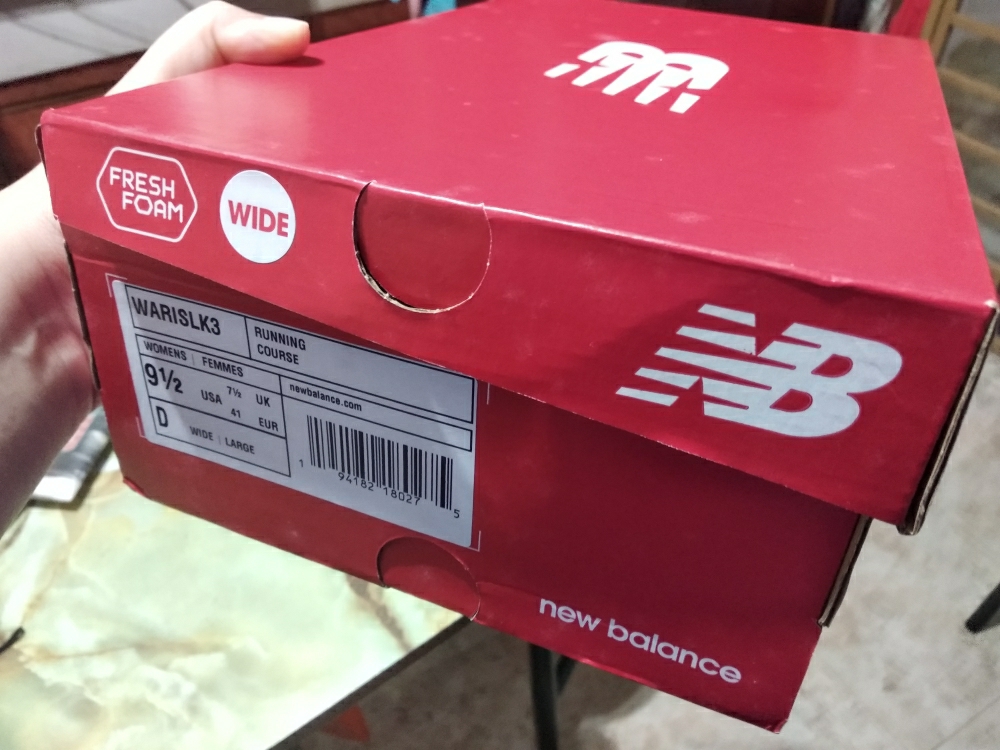 FRESH
FOAM
WIDE
NB
WARISLK3
RUNNING
COURSE
WOMENS | FEMMES
9½ USA 7½ UK
41 EUR
newbalance.com
D WIDE | LARGE
1 94182 18027 5
new balance